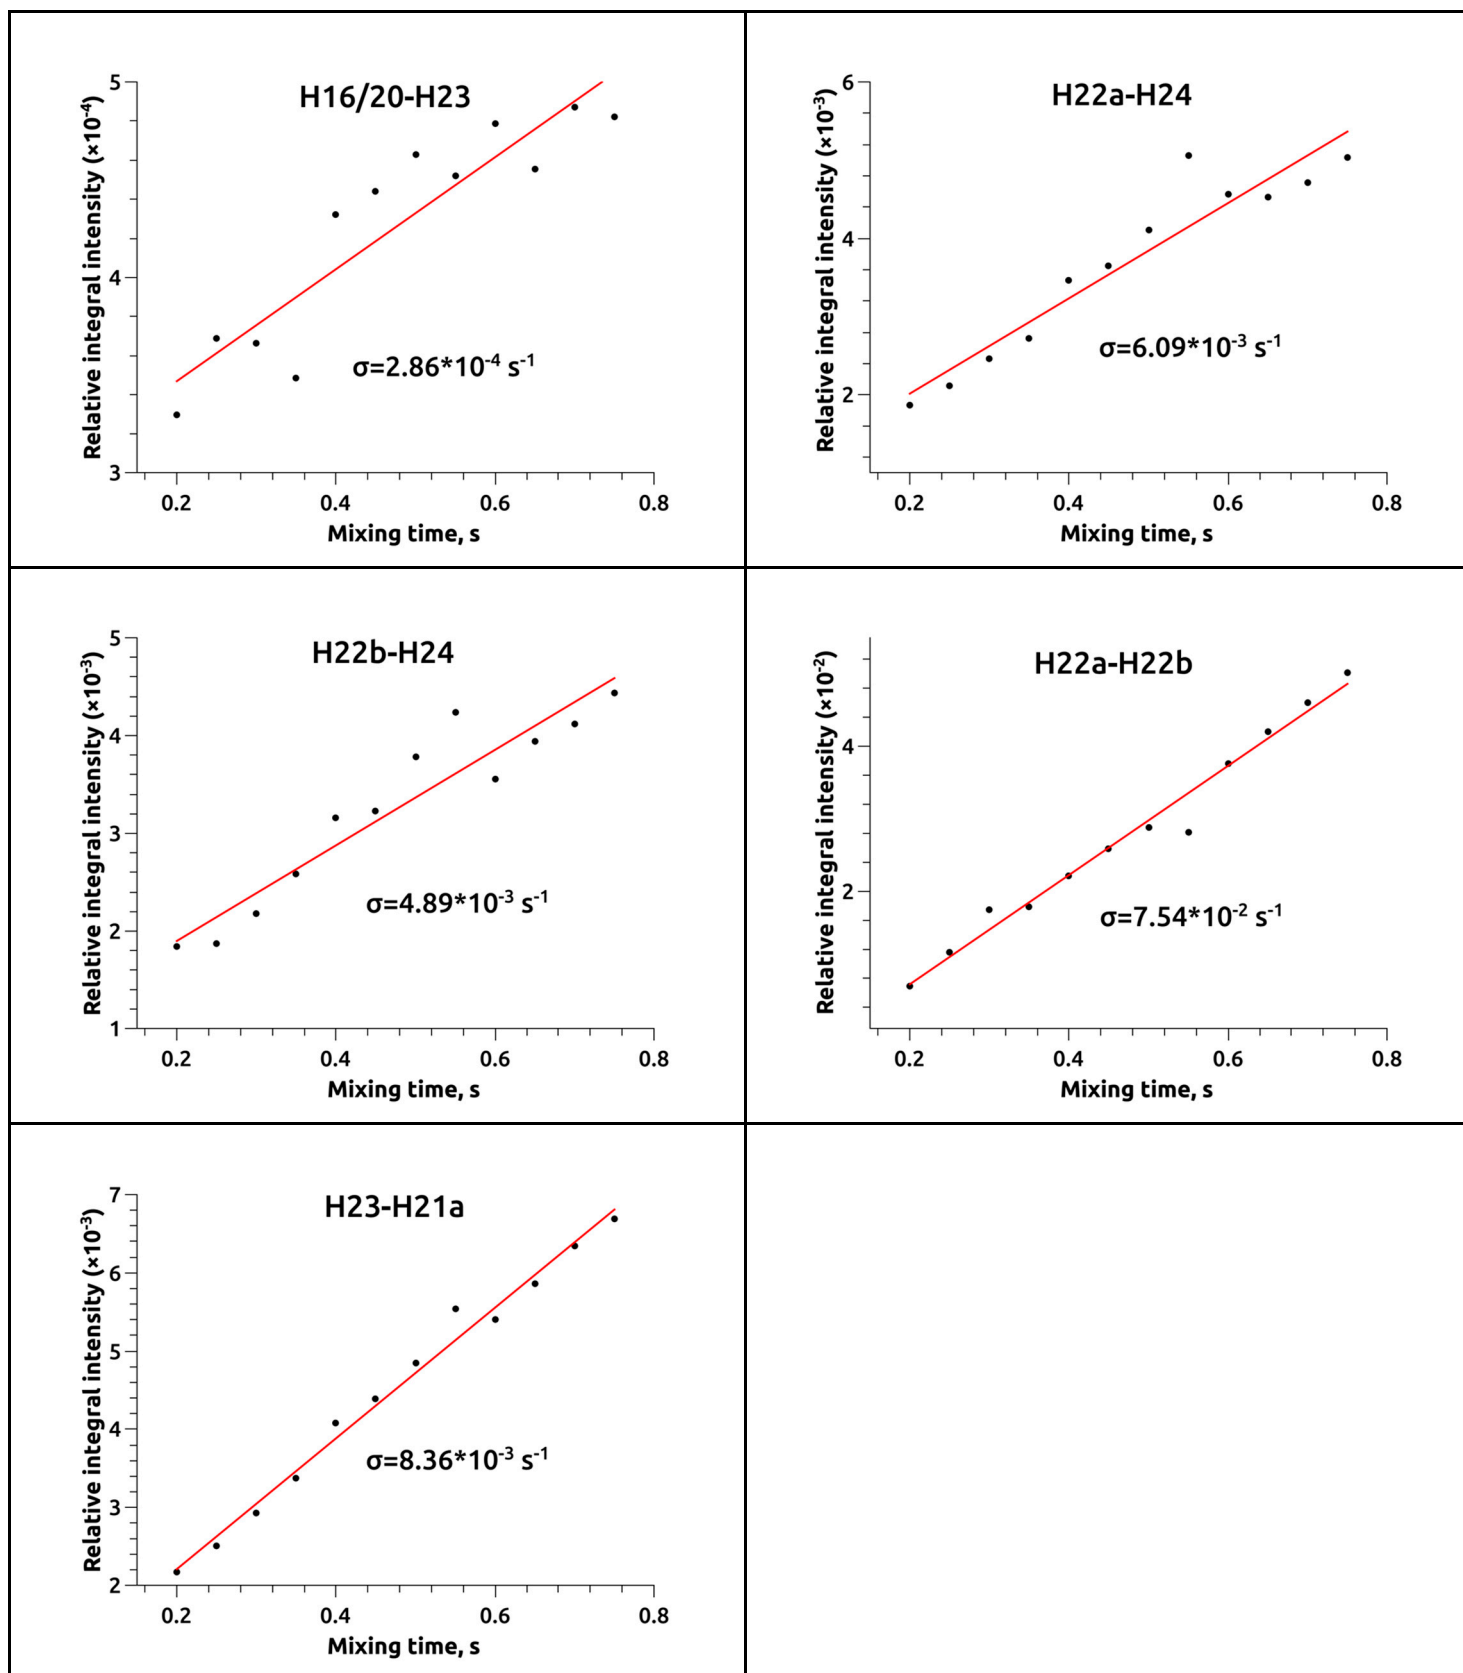 H16/20-H23
Relative integral intensity (×10⁻⁴)
5
4
3
σ=2.86*10⁻⁴ s⁻¹
0.2 0.4 0.6 0.8
Mixing time, s
H22a-H24
Relative integral intensity (×10⁻³)
6
4
2
σ=6.09*10⁻³ s⁻¹
0.2 0.4 0.6 0.8
Mixing time, s
H22b-H24
Relative integral intensity (×10⁻³)
5
4
3
2
1
σ=4.89*10⁻³ s⁻¹
0.2 0.4 0.6 0.8
Mixing time, s
H22a-H22b
Relative integral intensity (×10⁻²)
4
2
σ=7.54*10⁻² s⁻¹
0.2 0.4 0.6 0.8
Mixing time, s
H23-H21a
Relative integral intensity (×10⁻³)
7
6
5
4
3
2
σ=8.36*10⁻³ s⁻¹
0.2 0.4 0.6 0.8
Mixing time, s